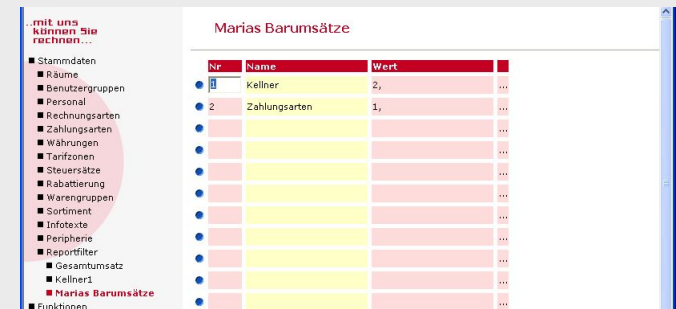 ...mit uns
können Sie
rechnen...
Marias Barumsätze
Stammdaten
Räume
Benutzergruppen
Personal
Rechnungsarten
Zahlungsarten
Währungen
Tarifzonen
Steuersätze
Rabattierung
Warengruppen
Sortiment
Infotexte
Peripherie
Reportfilter
Gesamtumsatz
Kellner1
Marias Barumsätze
Funktionen
Nr Name Wert
1 Kellner 2, ...
2 Zahlungsarten 1, ...
...
...
...
...
...
...
...
...
...